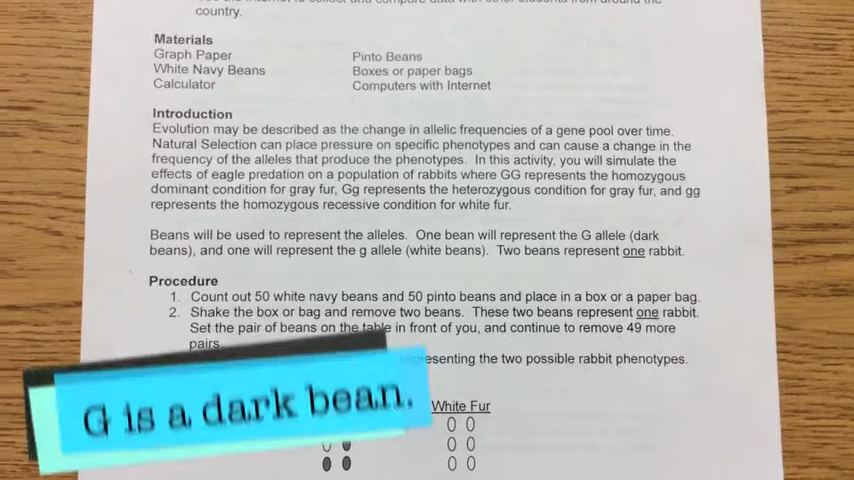 country.
Materials
Graph Paper Pinto Beans
White Navy Beans Boxes or paper bags
Calculator Computers with Internet
Introduction
Evolution may be described as the change in allelic frequencies of a gene pool over time.
Natural Selection can place pressure on specific phenotypes and can cause a change in the
frequency of the alleles that produce the phenotypes. In this activity, you will simulate the
effects of eagle predation on a population of rabbits where GG represents the homozygous
dominant condition for gray fur, Gg represents the heterozygous condition for gray fur, and gg
represents the homozygous recessive condition for white fur.
Beans will be used to represent the alleles. One bean will represent the G allele (dark
beans), and one will represent the g allele (white beans). Two beans represent one rabbit.
Procedure
1. Count out 50 white navy beans and 50 pinto beans and place in a box or a paper bag.
2. Shake the box or bag and remove two beans. These two beans represent one rabbit.
Set the pair of beans on the table in front of you, and continue to remove 49 more
pairs.
the two possible rabbit phenotypes.
G is a dark bean.
White Fur